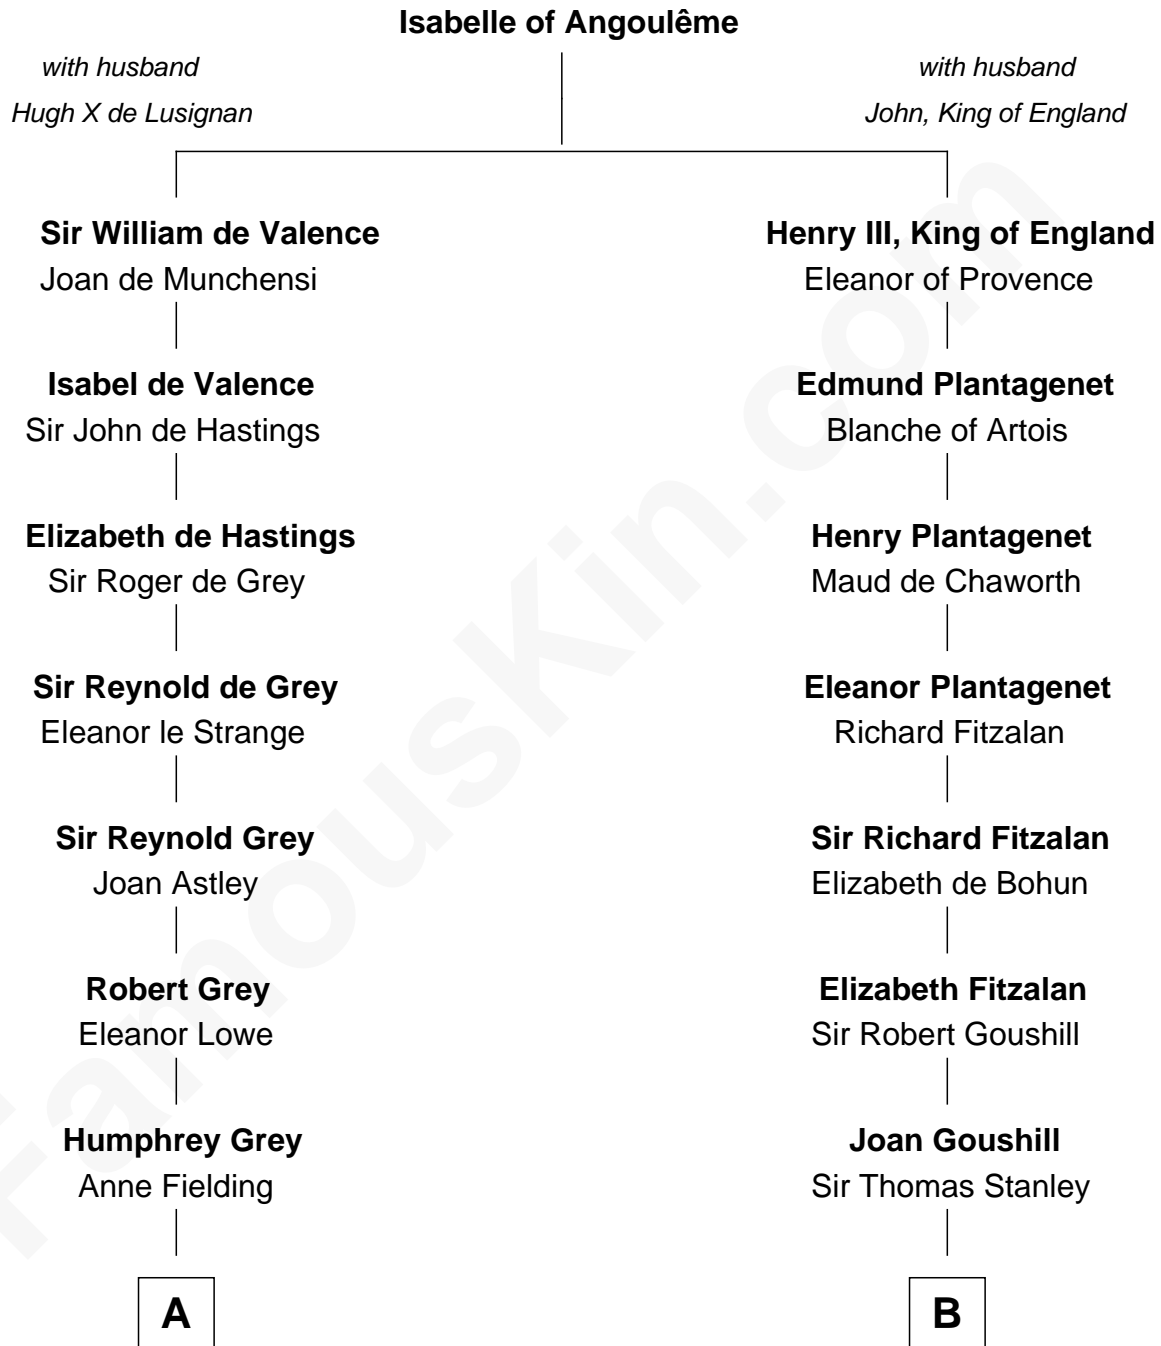 Isabelle of Angoulême
with husband
Hugh X de Lusignan
with husband
John, King of England
Sir William de Valence
Joan de Munchensi
Henry III, King of England
Eleanor of Provence
Isabel de Valence
Sir John de Hastings
Edmund Plantagenet
Blanche of Artois
Elizabeth de Hastings
Sir Roger de Grey
Henry Plantagenet
Maud de Chaworth
Sir Reynold de Grey
Eleanor le Strange
Eleanor Plantagenet
Richard Fitzalan
Sir Reynold Grey
Joan Astley
Sir Richard Fitzalan
Elizabeth de Bohun
Robert Grey
Eleanor Lowe
Elizabeth Fitzalan
Sir Robert Goushill
Humphrey Grey
Anne Fielding
Joan Goushill
Sir Thomas Stanley
A
B
FamousKin.com